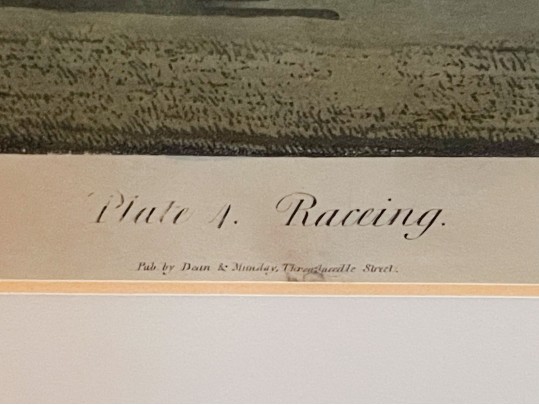 Plate 4. Raceing.
Pub. by Dean & Munday, Threadneedle Street.